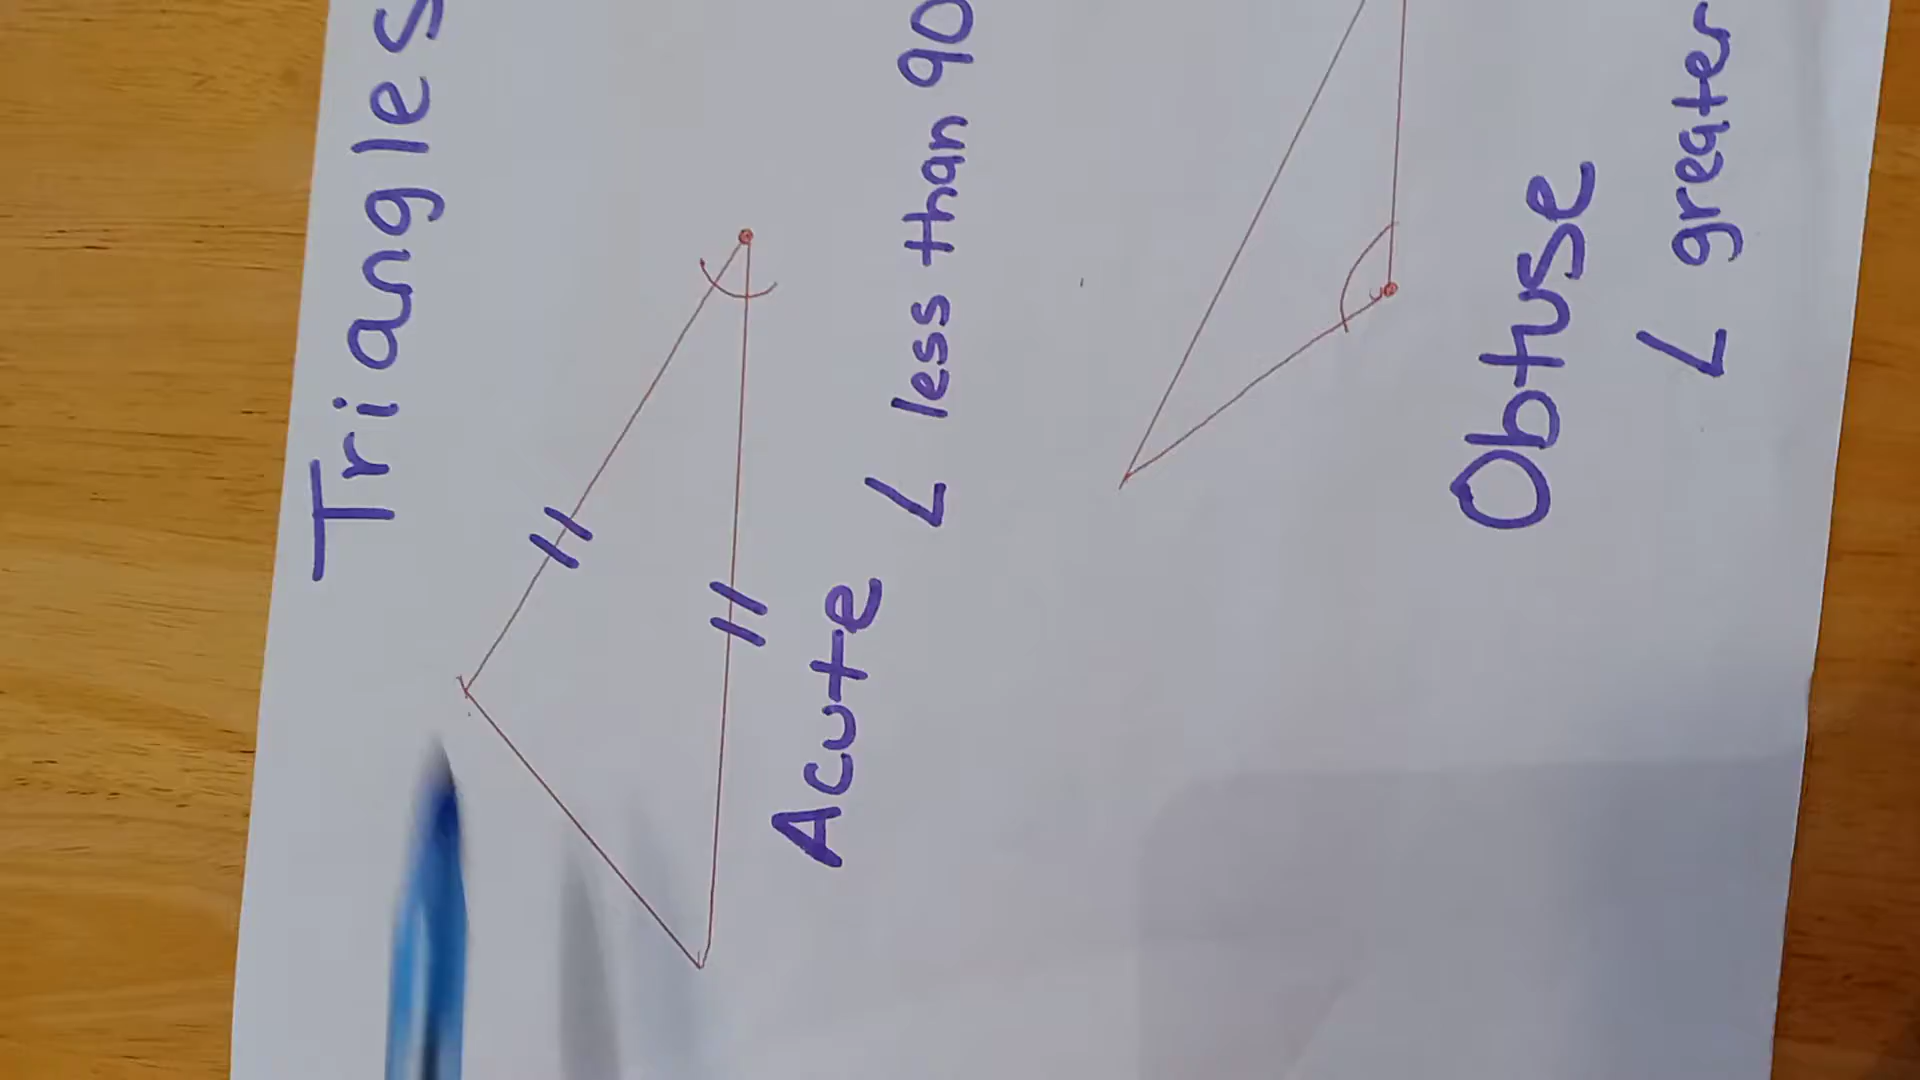 Triangles
Acute
∠ less than 90
Obtuse
∠ greater